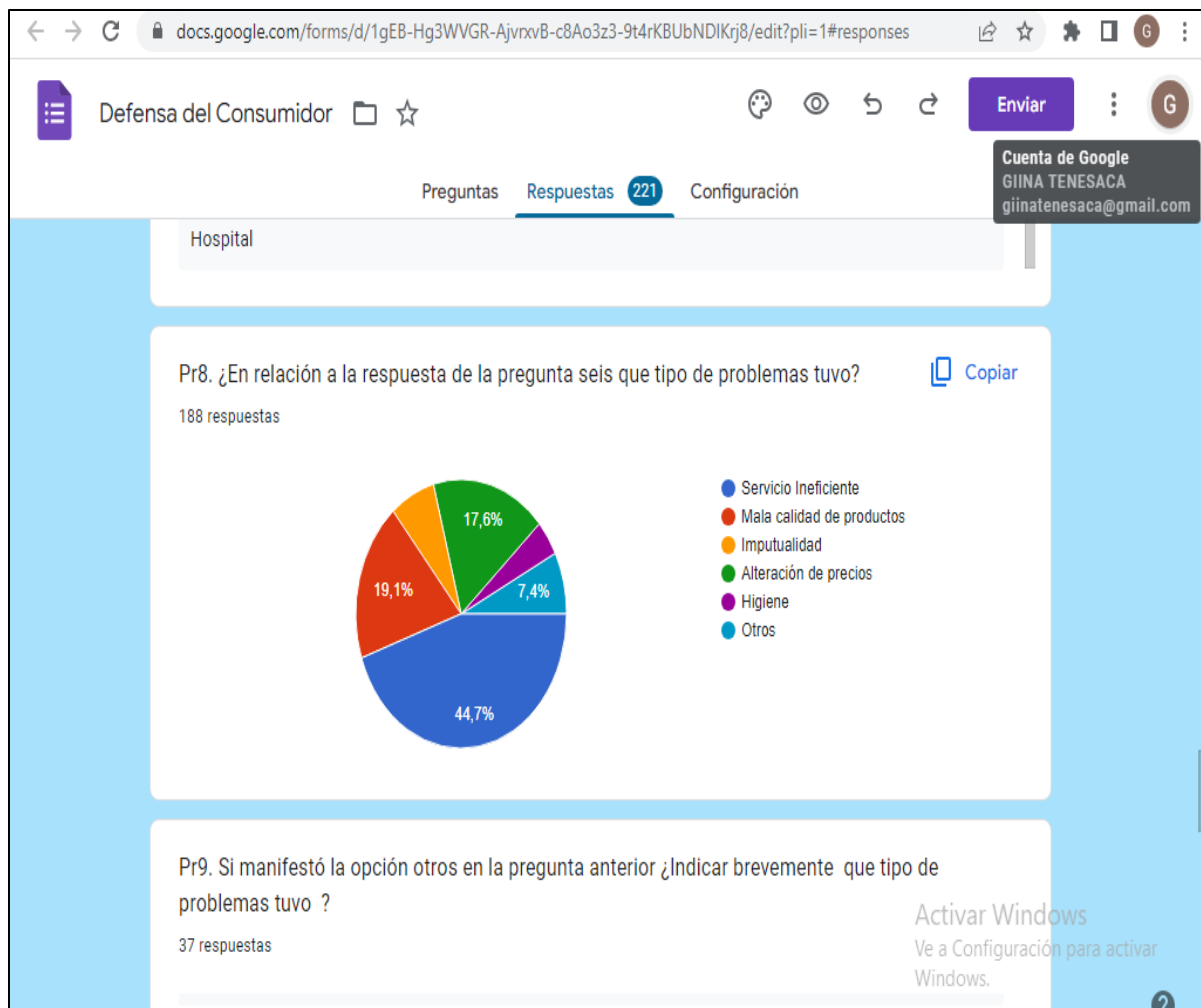 docs.google.com/forms/d/1gEB-Hg3WVGR-AjvrxvB-c8Ao3z3-9t4rKBUbNDIKrj8/edit?pli=1#responses
G
Defensa del Consumidor
Enviar
G
Cuenta de Google
GIINA TENESACA
giinatenesaca@gmail.com
Preguntas Respuestas 221 Configuración
Hospital
Pr8. ¿En relación a la respuesta de la pregunta seis que tipo de problemas tuvo?
Copiar
188 respuestas
17,6%
19,1%
7,4%
44,7%
Servicio Ineficiente
Mala calidad de productos
Imputualidad
Alteración de precios
Higiene
Otros
Pr9. Si manifestó la opción otros en la pregunta anterior ¿Indicar brevemente que tipo de
problemas tuvo ?
37 respuestas
Activar Windows
Ve a Configuración para activar
Windows.
?